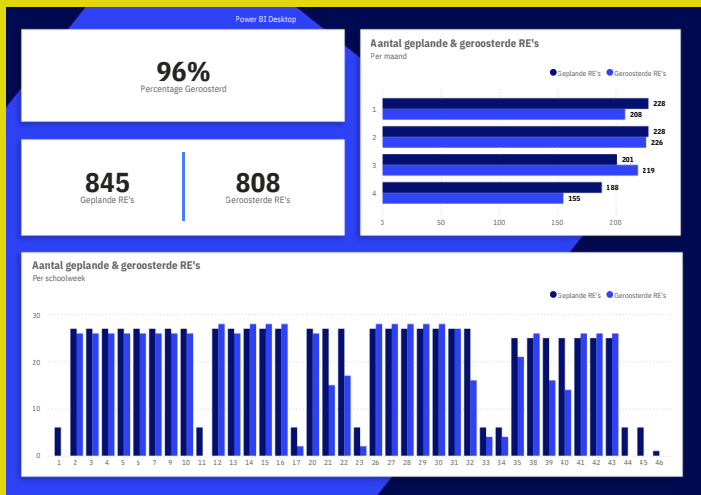 Power BI Desktop
96%
Percentage Geroosterd
845
Geplande RE's
808
Geroosterde RE's
Aantal geplande & geroosterde RE's
Per maand
Geplande RE's Geroosterde RE's
1 228
208
2 228
226
3 201
219
4 188
155
0 50 100 150 200
Aantal geplande & geroosterde RE's
Per schoolweek
Geplande RE's Geroosterde RE's
30
20
10
0
1 2 3 4 5 6 7 8 9 10 11 12 13 14 15 16 17 20 21 22 23 26 27 28 29 30 31 32 33 34 35 38 39 40 41 42 43 44 45 46